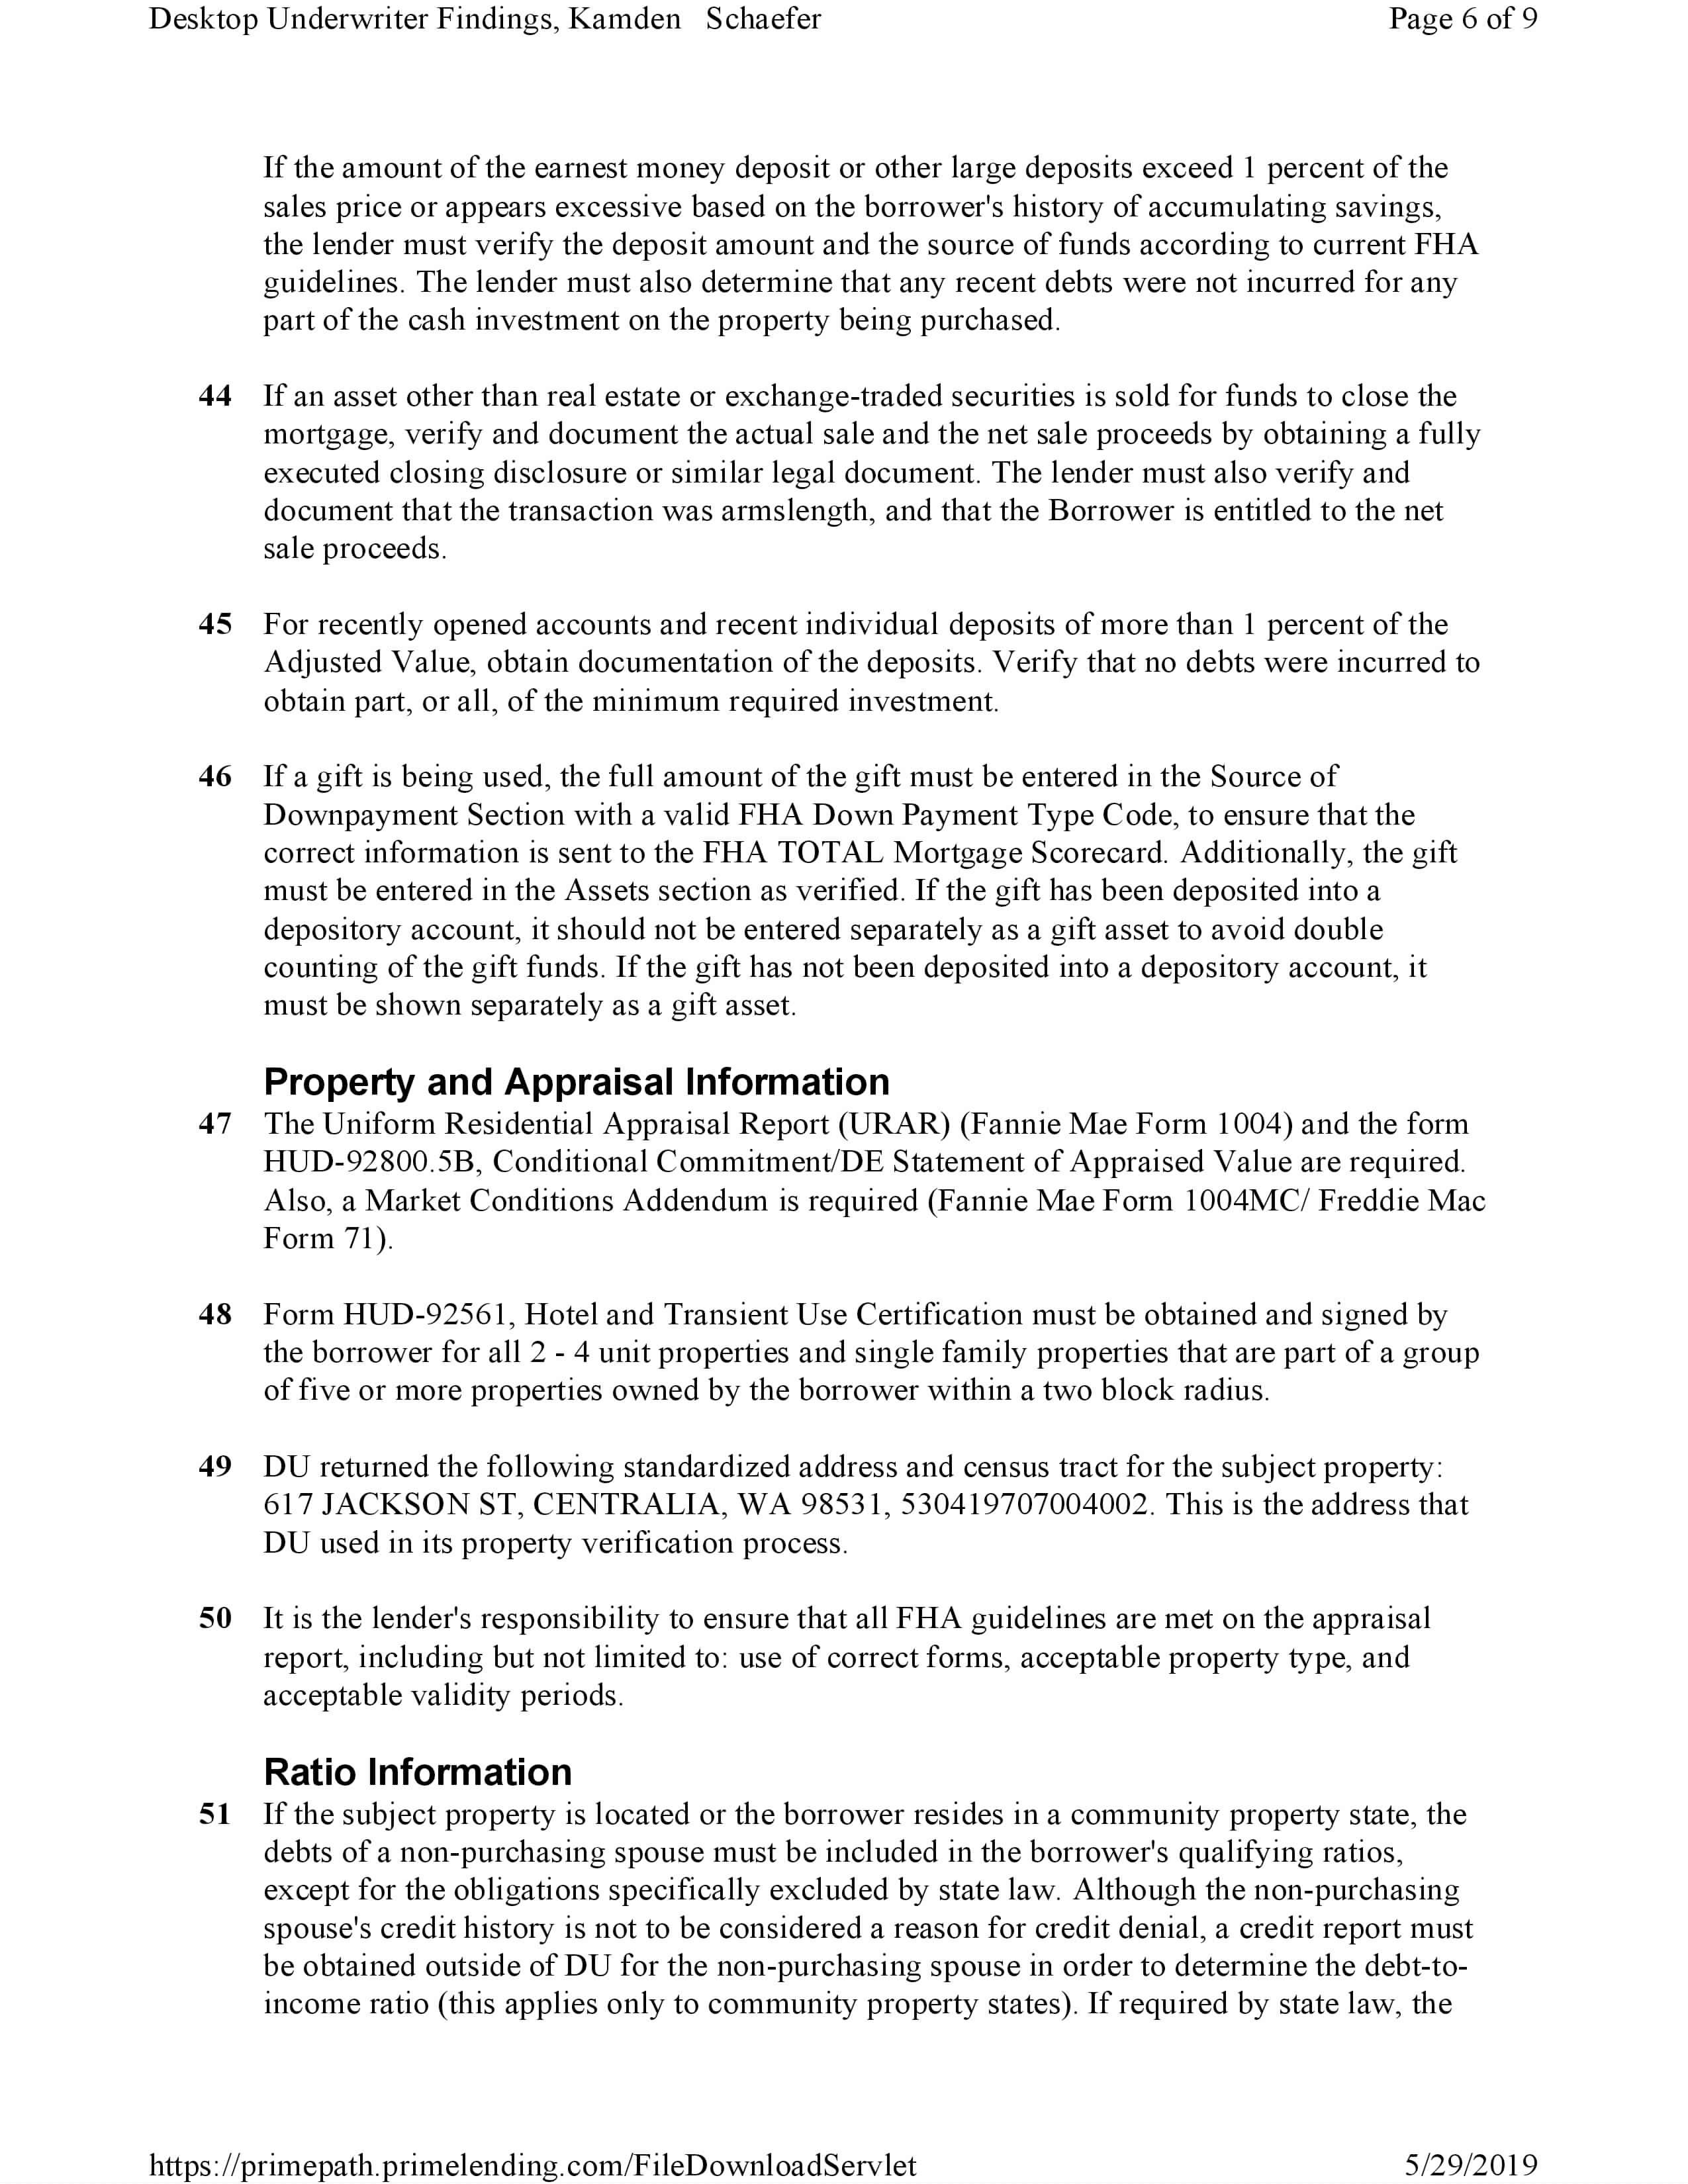 Desktop Underwriter Findings, Kamden Schaefer Page 6 of 9
If the amount of the earnest money deposit or other large deposits exceed 1 percent of the
sales price or appears excessive based on the borrower's history of accumulating savings,
the lender must verify the deposit amount and the source of funds according to current FHA
guidelines. The lender must also determine that any recent debts were not incurred for any
part of the cash investment on the property being purchased.
44 If an asset other than real estate or exchange-traded securities is sold for funds to close the
mortgage, verify and document the actual sale and the net sale proceeds by obtaining a fully
executed closing disclosure or similar legal document. The lender must also verify and
document that the transaction was armslength, and that the Borrower is entitled to the net
sale proceeds.
45 For recently opened accounts and recent individual deposits of more than 1 percent of the
Adjusted Value, obtain documentation of the deposits. Verify that no debts were incurred to
obtain part, or all, of the minimum required investment.
46 If a gift is being used, the full amount of the gift must be entered in the Source of
Downpayment Section with a valid FHA Down Payment Type Code, to ensure that the
correct information is sent to the FHA TOTAL Mortgage Scorecard. Additionally, the gift
must be entered in the Assets section as verified. If the gift has been deposited into a
depository account, it should not be entered separately as a gift asset to avoid double
counting of the gift funds. If the gift has not been deposited into a depository account, it
must be shown separately as a gift asset.
Property and Appraisal Information
47 The Uniform Residential Appraisal Report (URAR) (Fannie Mae Form 1004) and the form
HUD-92800.5B, Conditional Commitment/DE Statement of Appraised Value are required.
Also, a Market Conditions Addendum is required (Fannie Mae Form 1004MC/ Freddie Mac
Form 71).
48 Form HUD-92561, Hotel and Transient Use Certification must be obtained and signed by
the borrower for all 2 - 4 unit properties and single family properties that are part of a group
of five or more properties owned by the borrower within a two block radius.
49 DU returned the following standardized address and census tract for the subject property:
617 JACKSON ST, CENTRALIA, WA 98531, 530419707004002. This is the address that
DU used in its property verification process.
50 It is the lender's responsibility to ensure that all FHA guidelines are met on the appraisal
report, including but not limited to: use of correct forms, acceptable property type, and
acceptable validity periods.
Ratio Information
51 If the subject property is located or the borrower resides in a community property state, the
debts of a non-purchasing spouse must be included in the borrower's qualifying ratios,
except for the obligations specifically excluded by state law. Although the non-purchasing
spouse's credit history is not to be considered a reason for credit denial, a credit report must
be obtained outside of DU for the non-purchasing spouse in order to determine the debt-to-
income ratio (this applies only to community property states). If required by state law, the
https://primepath.primelending.com/FileDownloadServlet 5/29/2019